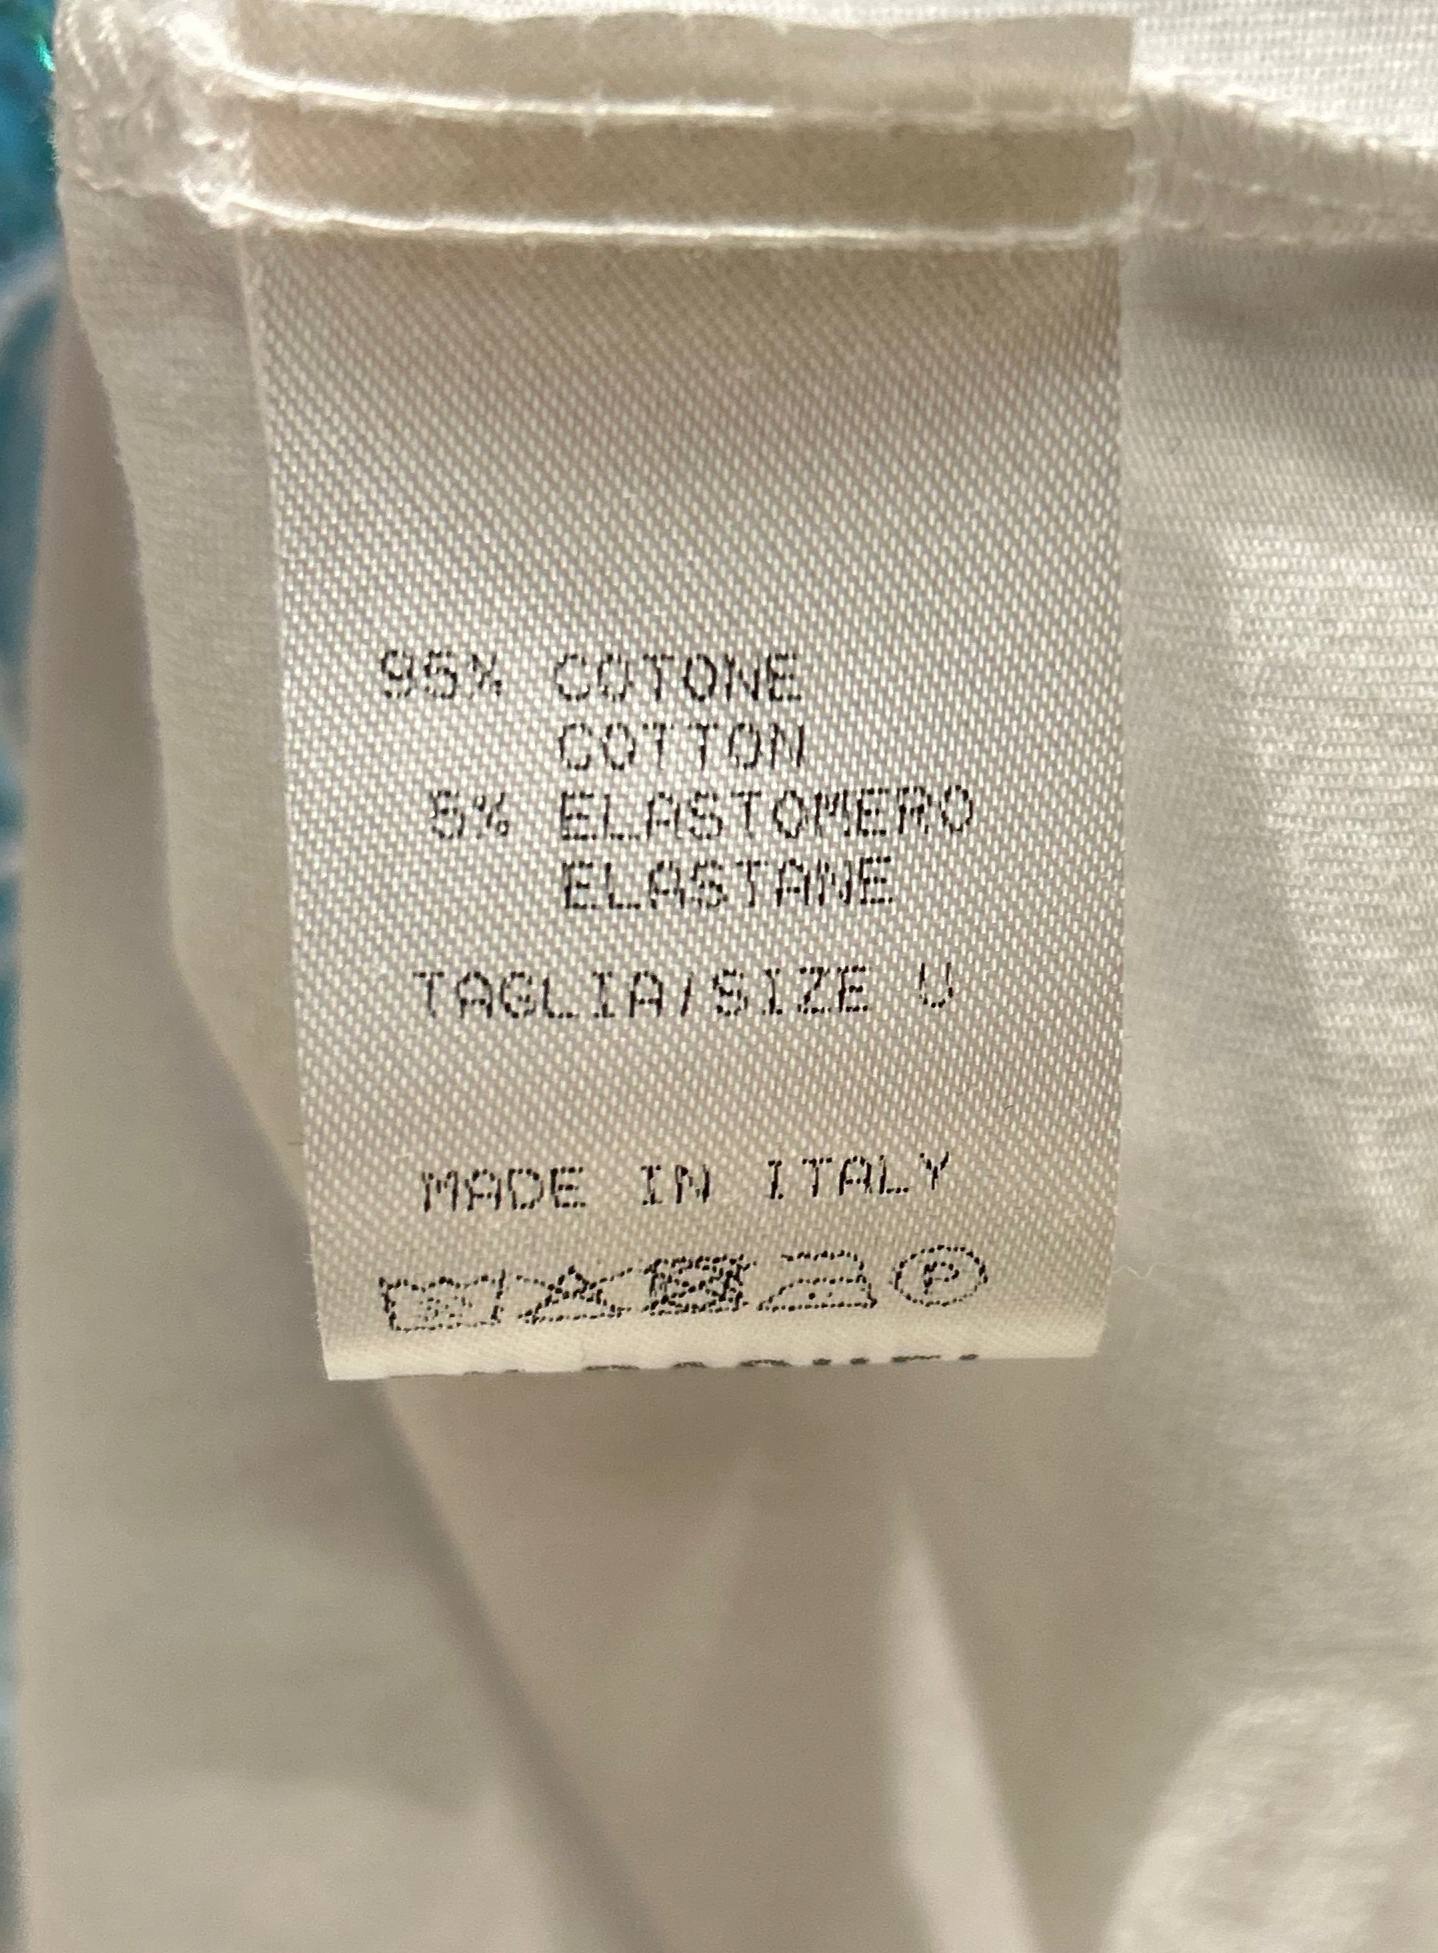 95% COTONE
COTTON
5% ELASTOMERO
ELASTANE
TAGLIA/SIZE U
MADE IN ITALY
P